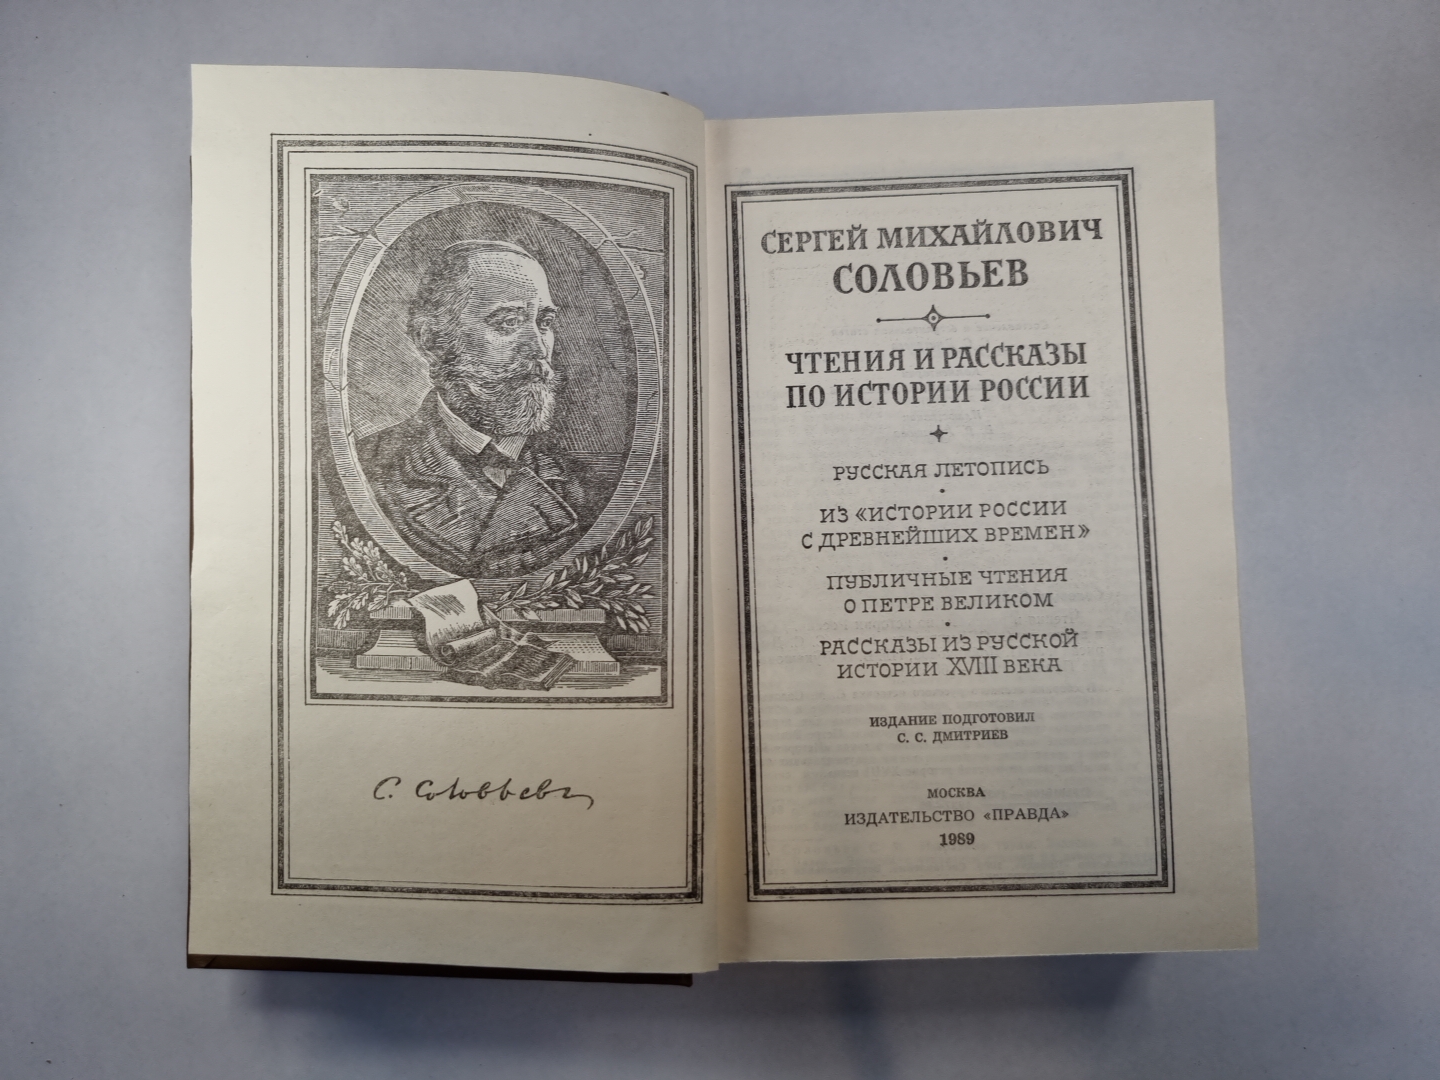 С. Соловьевъ
СЕРГЕЙ МИХАЙЛОВИЧ
СОЛОВЬЕВ
ЧТЕНИЯ И РАССКАЗЫ
ПО ИСТОРИИ РОССИИ
РУССКАЯ ЛЕТОПИСЬ
ИЗ «ИСТОРИИ РОССИИ
С ДРЕВНЕЙШИХ ВРЕМЕН»
ПУБЛИЧНЫЕ ЧТЕНИЯ
О ПЕТРЕ ВЕЛИКОМ
РАССКАЗЫ ИЗ РУССКОЙ
ИСТОРИИ XVIII ВЕКА
ИЗДАНИЕ ПОДГОТОВИЛ
С. С. ДМИТРИЕВ
МОСКВА
ИЗДАТЕЛЬСТВО «ПРАВДА»
1989